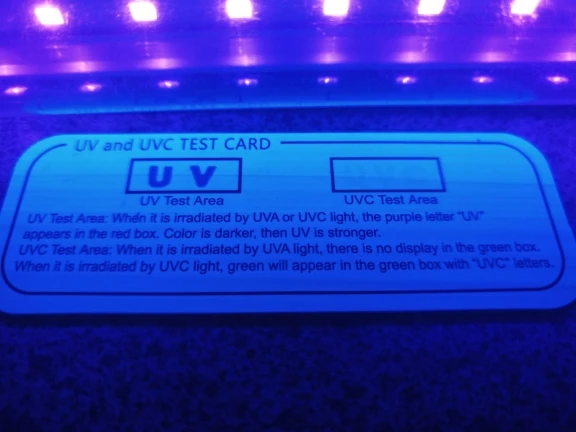 UV and UVC TEST CARD
UV
UV Test Area
UVC Test Area
UV Test Area: When it is irradiated by UVA or UVC light, the purple letter "UV"
appears in the red box. Color is darker, then UV is stronger.
UVC Test Area: When it is irradiated by UVA light, there is no display in the green box.
When it is irradiated by UVC light, green will appear in the green box with "UVC" letters.